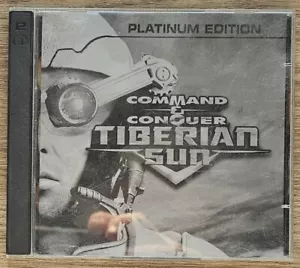 PLATINUM EDITION
COMMAND
&
CONQUER
TIBERIAN
SUN